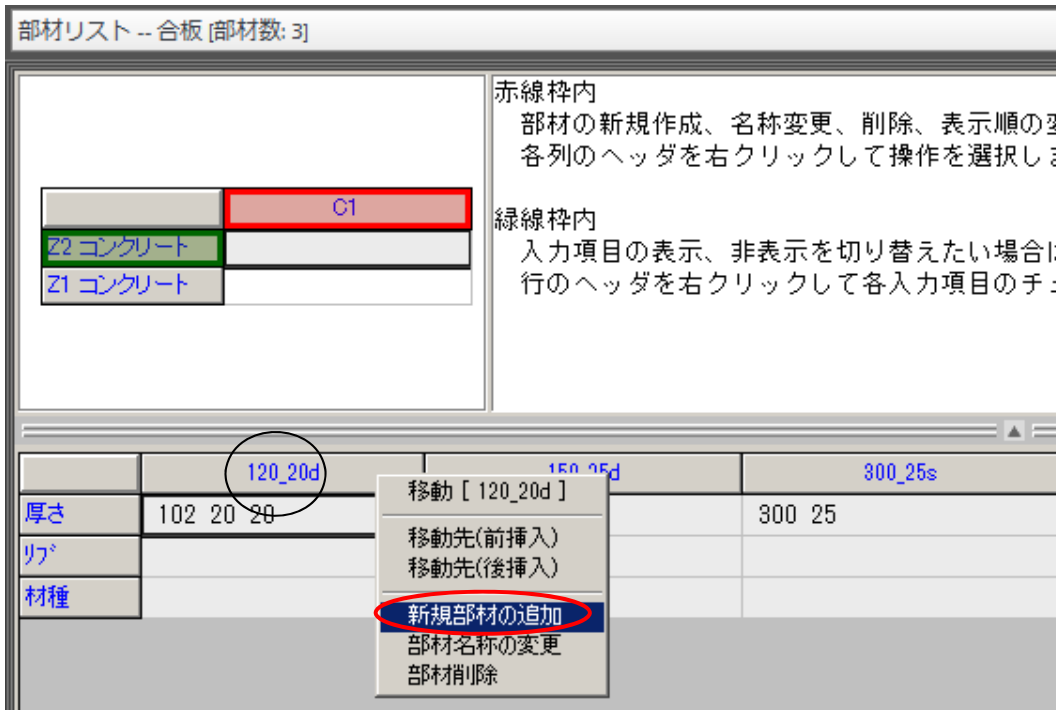 部材リスト -- 合板 [部材数: 3]
赤線枠内
部材の新規作成、名称変更、削除、表示順の
各列のヘッダを右クリックして操作を選択し
緑線枠内
入力項目の表示、非表示を切り替えたい場合
行のヘッダを右クリックして各入力項目のチ
C1
Z2 コンクリート
Z1 コンクリート
120_20d 150_25d 300_25s
厚さ 102 20 20 300 25
リブ
材種
移動 [ 120_20d ]
移動先(前挿入)
移動先(後挿入)
新規部材の追加
部材名称の変更
部材削除